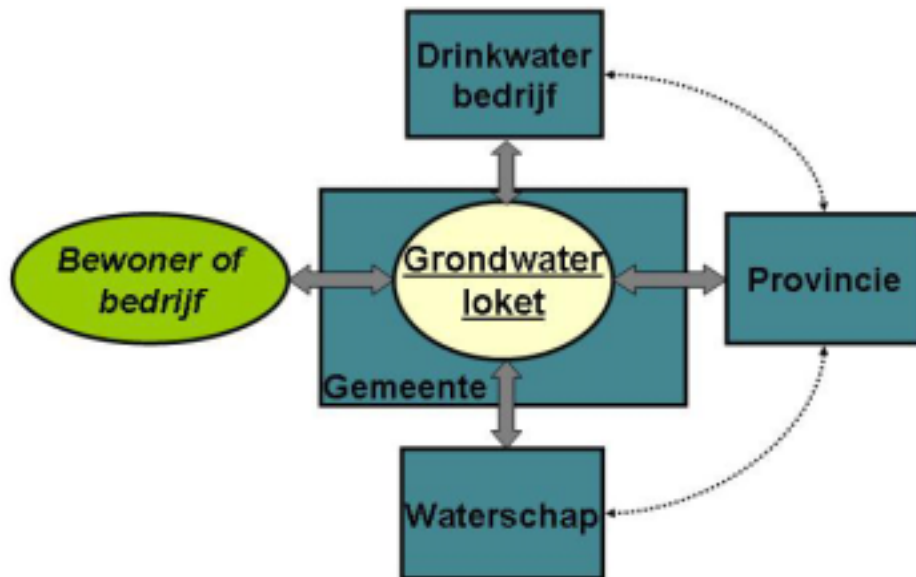 Drinkwater
bedrijf
Bewoner of
bedrijf
Grondwater
loket
Provincie
Gemeente
Waterschap